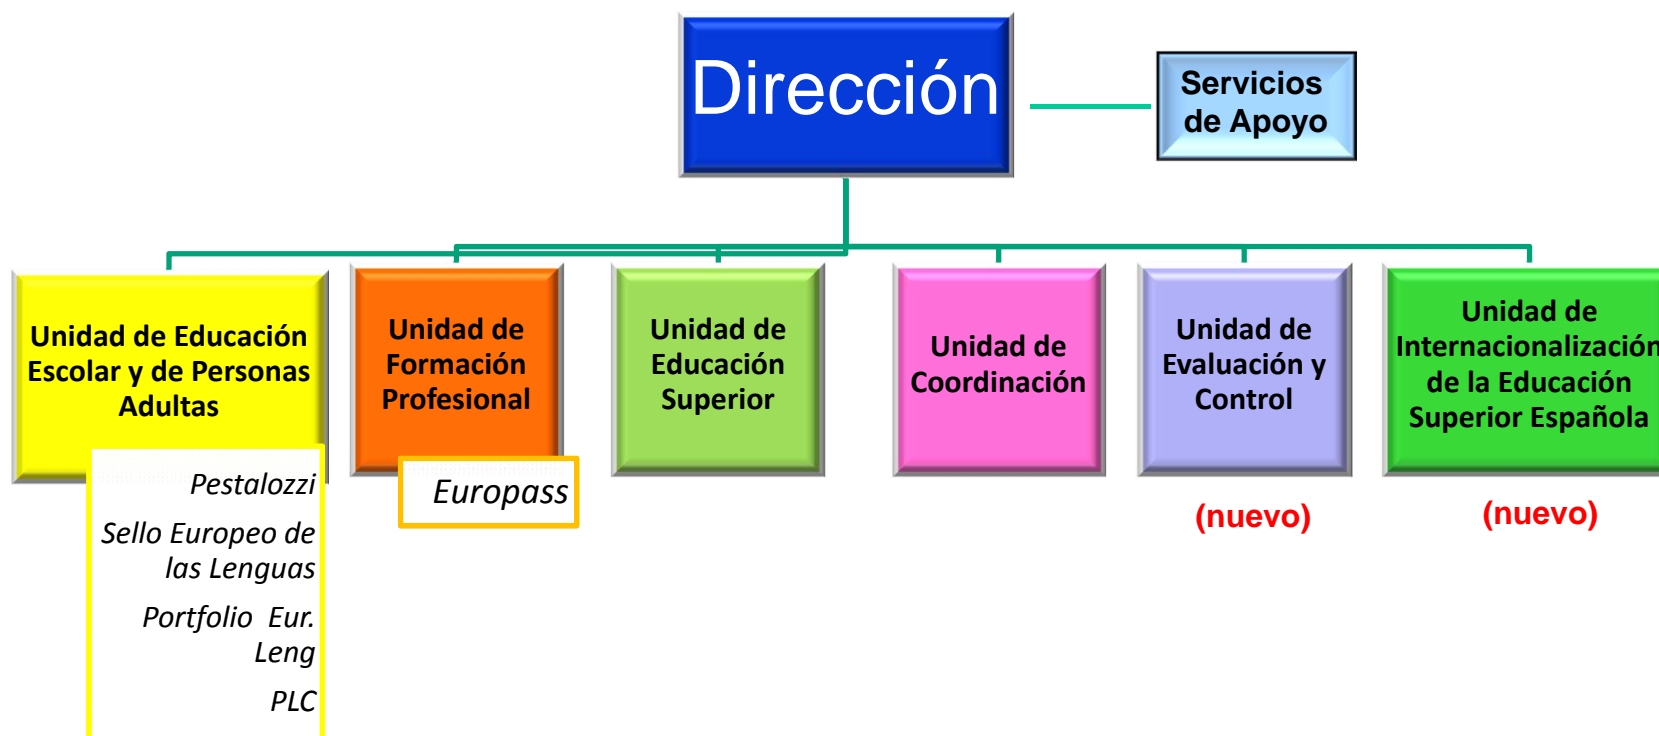 Dirección
Servicios
de Apoyo
Unidad de Educación
Escolar y de Personas
Adultas
Unidad de
Formación
Profesional
Unidad de
Educación
Superior
Unidad de
Coordinación
Unidad de
Evaluación y
Control
Unidad de
Internacionalización
de la Educación
Superior Española
Pestalozzi
Sello Europeo de
las Lenguas
Portfolio Eur.
Leng
PLC
Europass
(nuevo)
(nuevo)